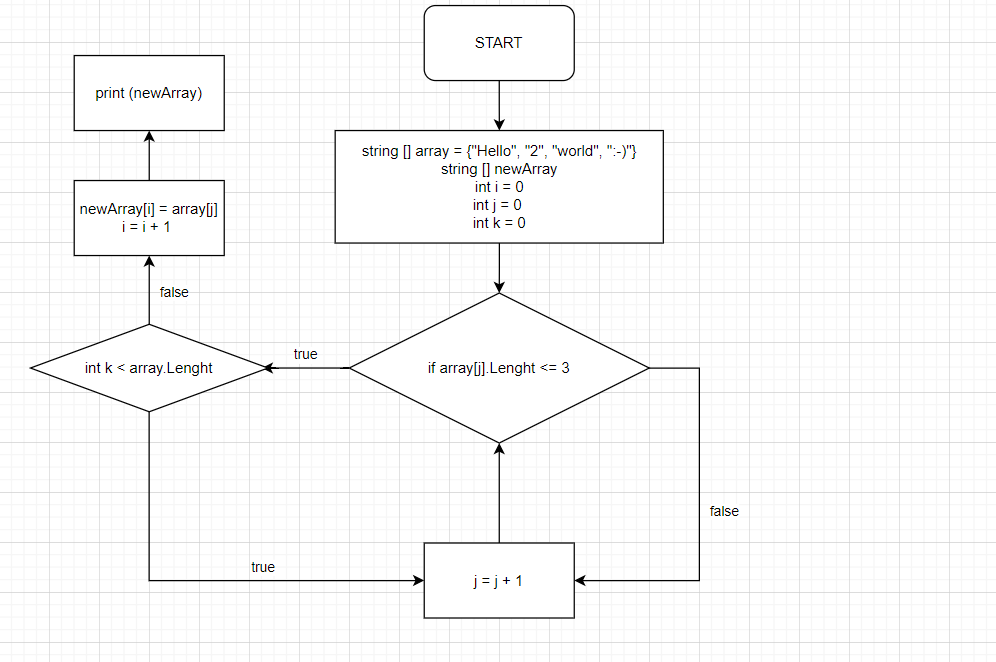 START
print (newArray)
string [] array = {"Hello", "2", "world", ":-)"}
string [] newArray
int i = 0
int j = 0
int k = 0
newArray[i] = array[j]
i = i + 1
false
true
int k < array.Lenght
if array[j].Lenght <= 3
false
true
j = j + 1